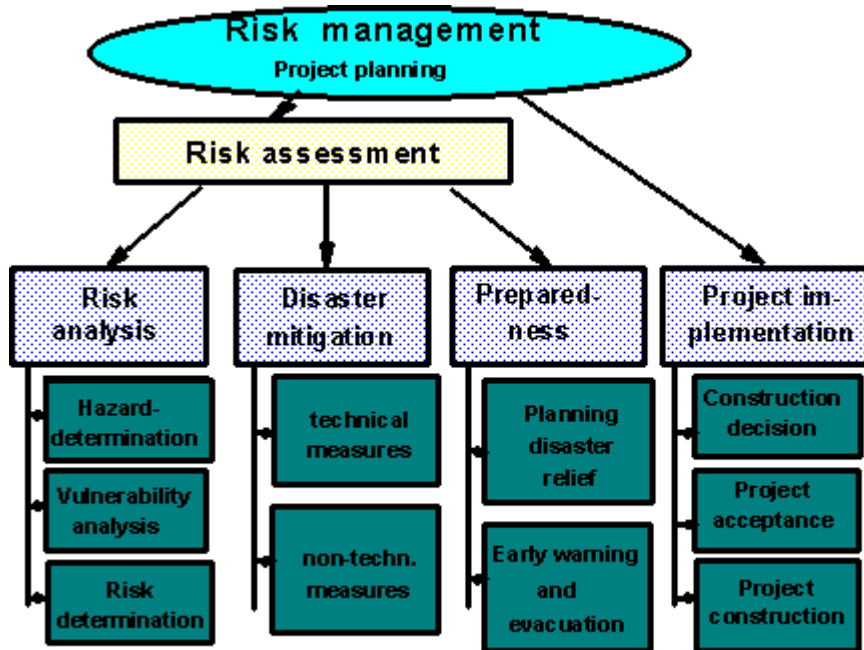 Risk management
Project planning
Risk assessment
Risk
analysis
Disaster
mitigation
Prepared-
ness
Project im-
plementation
Hazard-
determination
Vulnerability
analysis
Risk
determination
technical
measures
non-techn.
measures
Planning
disaster
relief
Early warning
and
evacuation
Construction
decision
Project
acceptance
Project
construction